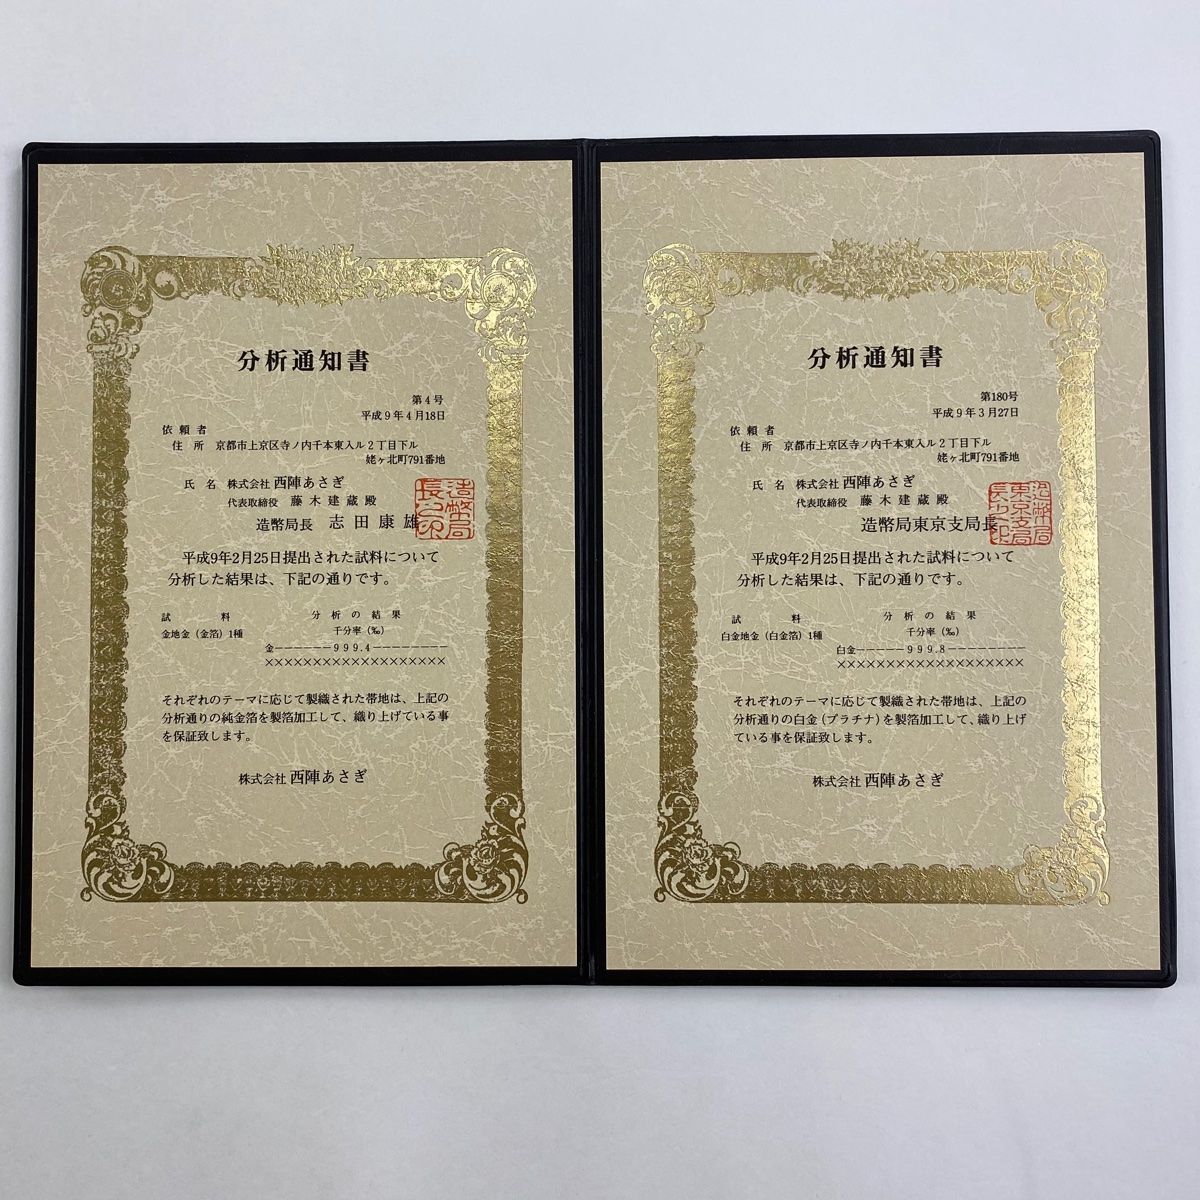 分析通知書
第4号
平成9年4月18日
依頼者
住所 京都市上京区寺ノ内千本東入ル2丁目下ル
姥ヶ北町791番地
氏名 株式会社 西陣あさぎ
代表取締役 藤木建蔵殿
造幣局長 志田康雄
造幣局長之印
平成9年2月25日提出された試料について
分析した結果は、下記の通りです。
試料 分析の結果
金地金(金箔)1種 千分率(‰)
金――――――999.4――――――――
×××××××××××××××××××
それぞれのテーマに応じて製織された帯地は、上記の
分析通りの純金箔を製箔加工して、織り上げている事
を保証致します。
株式会社 西陣あさぎ
分析通知書
第180号
平成9年3月27日
依頼者
住所 京都市上京区寺ノ内千本東入ル2丁目下ル
姥ヶ北町791番地
氏名 株式会社 西陣あさぎ
代表取締役 藤木建蔵殿
造幣局東京支局長
造幣局東京支局長之印
平成9年2月25日提出された試料について
分析した結果は、下記の通りです。
試料 分析の結果
白金地金(白金箔)1種 千分率(‰)
白金―――――999.8――――――――
×××××××××××××××××××
それぞれのテーマに応じて製織された帯地は、上記の
分析通りの白金(プラチナ)を製箔加工して、織り上げ
ている事を保証致します。
株式会社 西陣あさぎ